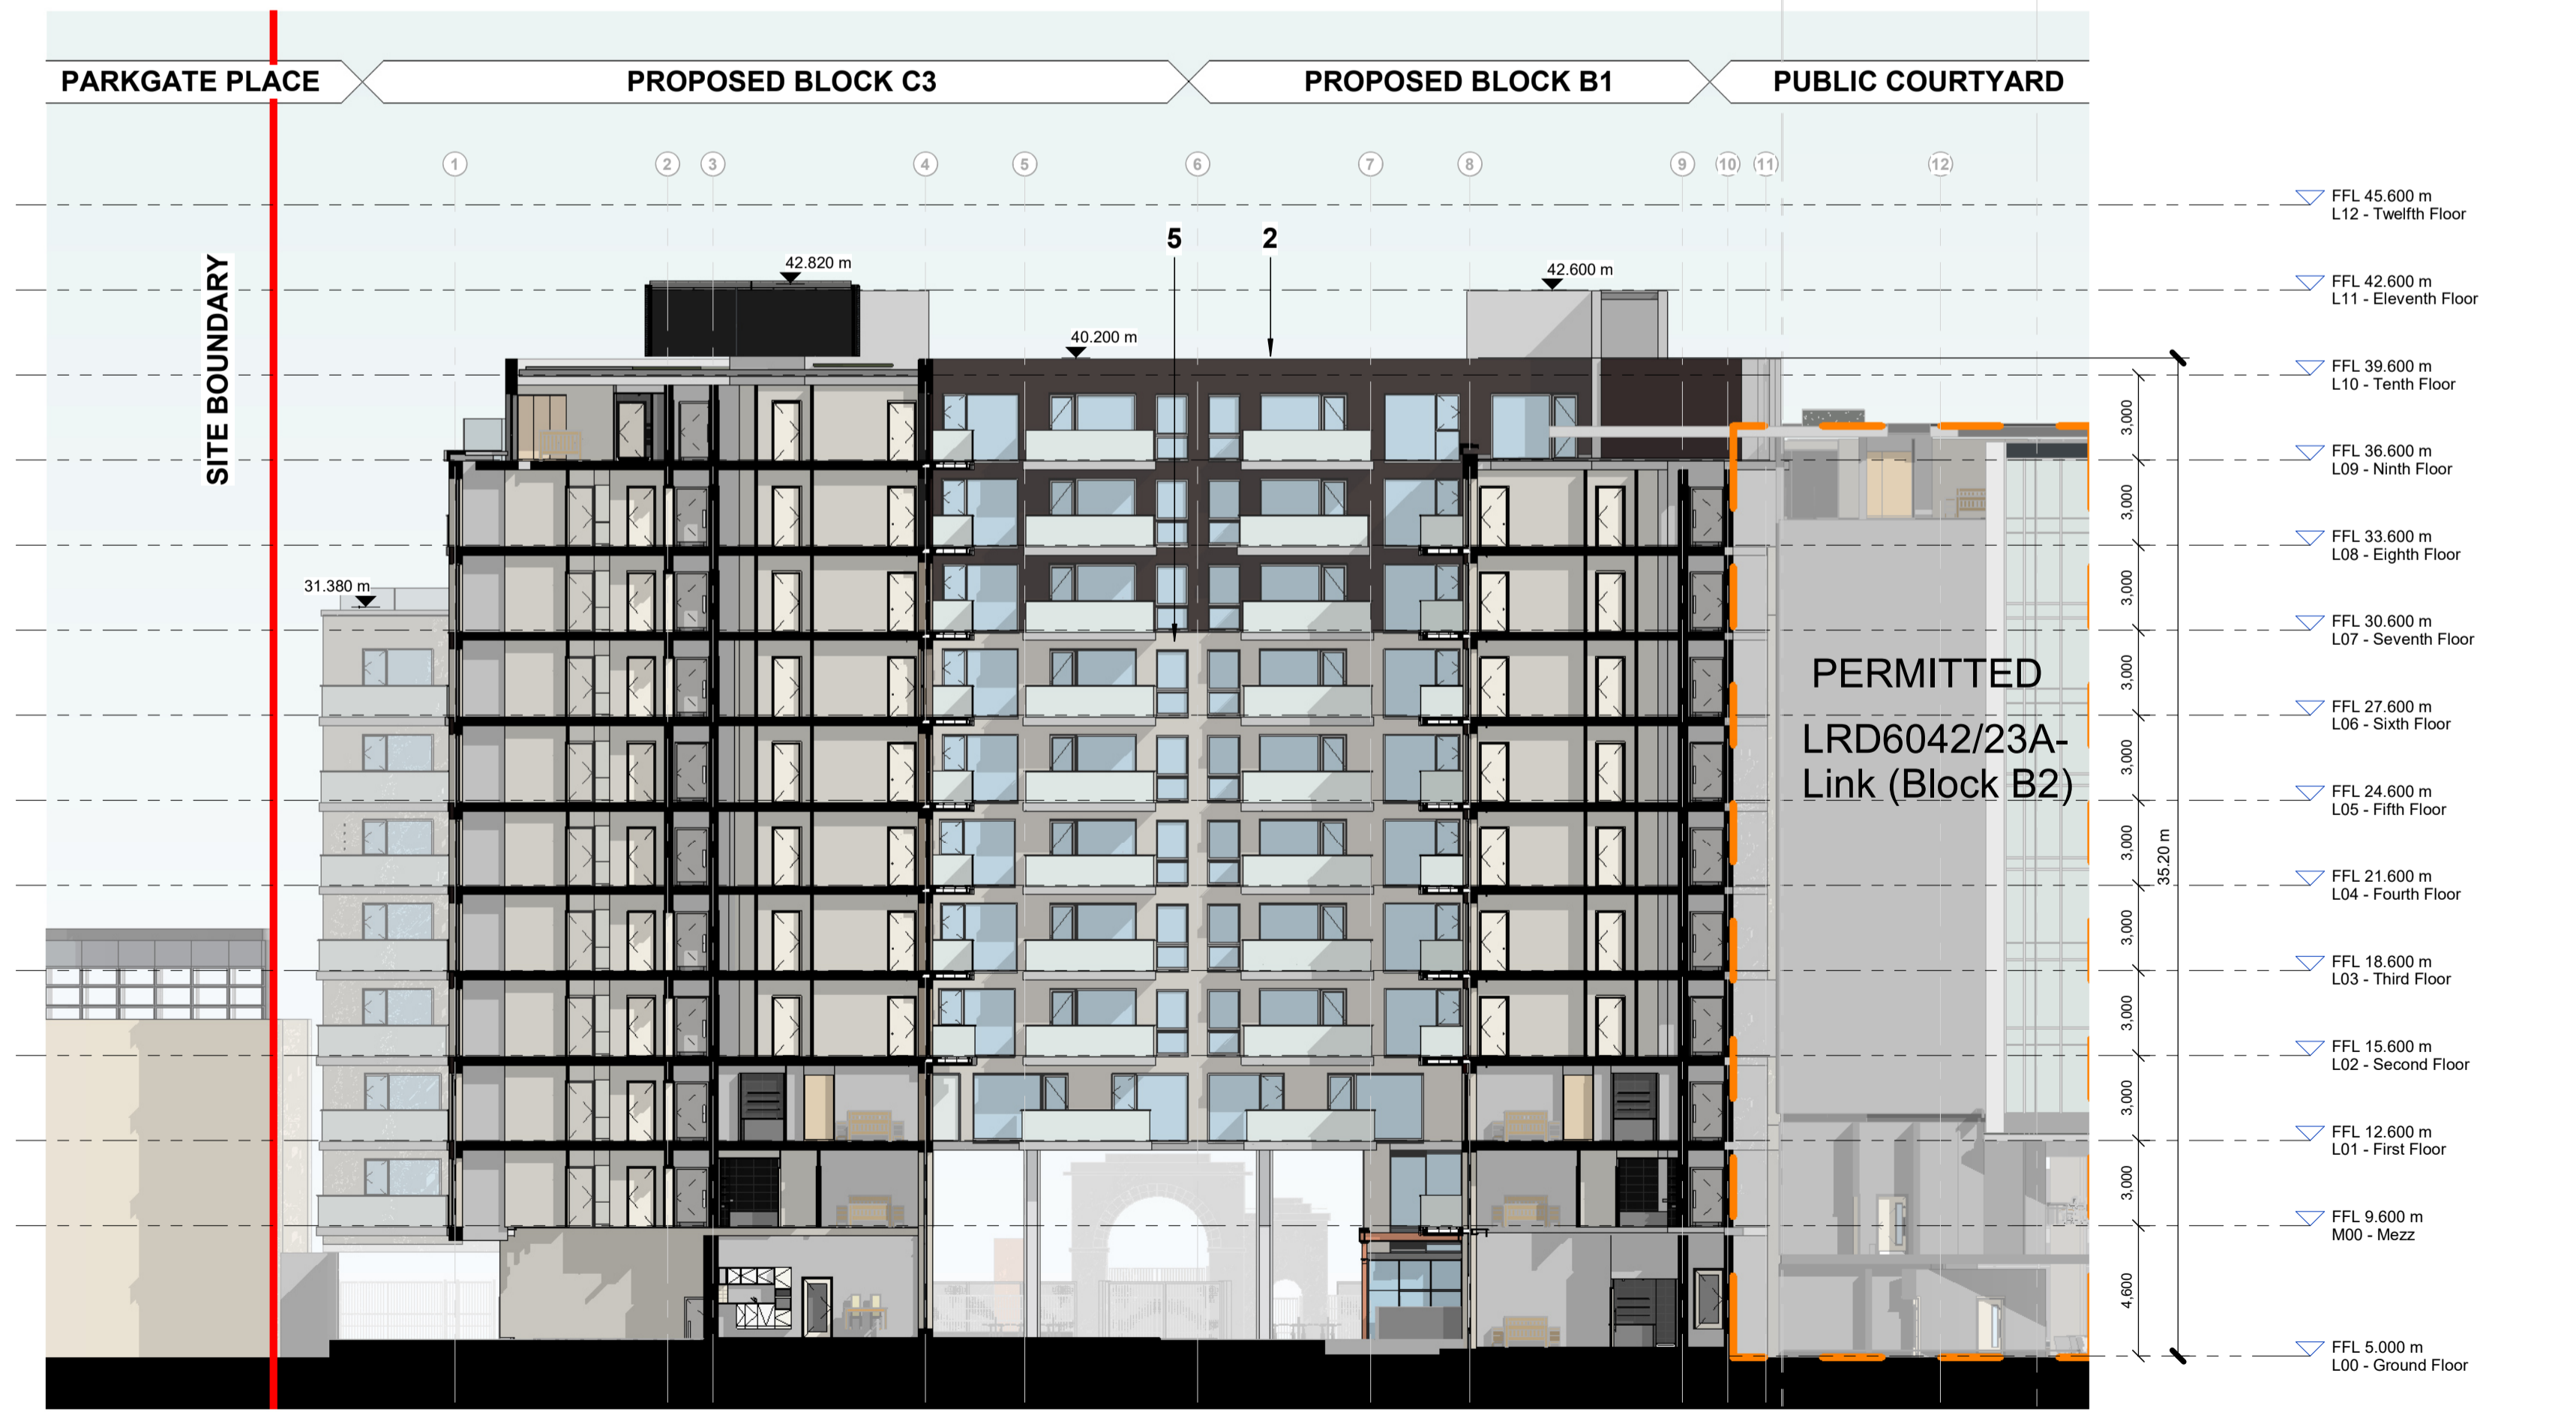 PARKGATE PLACE
PROPOSED BLOCK C3
PROPOSED BLOCK B1
PUBLIC COURTYARD
1
2
3
4
5
6
7
8
9
10
11
12
SITE BOUNDARY
5
2
42.820 m
42.600 m
40.200 m
31.380 m
PERMITTED
LRD6042/23A-
Link (Block B2)
3,000
3,000
3,000
3,000
3,000
3,000
3,000
3,000
3,000
3,000
4,600
35.20 m
FFL 45.600 m
L12 - Twelfth Floor
FFL 42.600 m
L11 - Eleventh Floor
FFL 39.600 m
L10 - Tenth Floor
FFL 36.600 m
L09 - Ninth Floor
FFL 33.600 m
L08 - Eighth Floor
FFL 30.600 m
L07 - Seventh Floor
FFL 27.600 m
L06 - Sixth Floor
FFL 24.600 m
L05 - Fifth Floor
FFL 21.600 m
L04 - Fourth Floor
FFL 18.600 m
L03 - Third Floor
FFL 15.600 m
L02 - Second Floor
FFL 12.600 m
L01 - First Floor
FFL 9.600 m
M00 - Mezz
FFL 5.000 m
L00 - Ground Floor